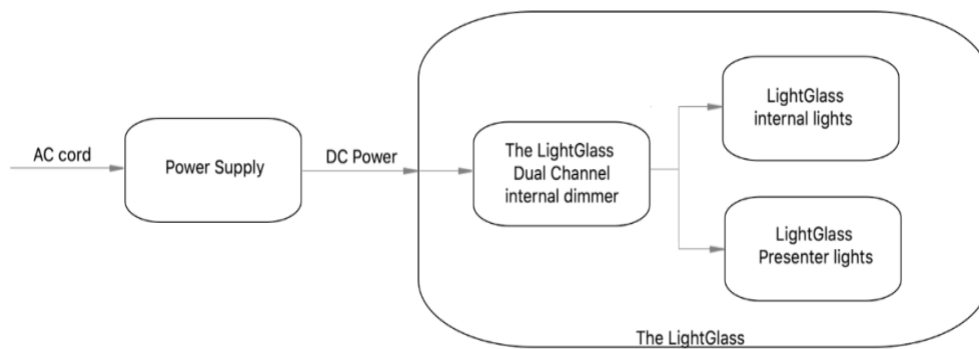 AC cord
Power Supply
DC Power
The LightGlass
Dual Channel
internal dimmer
LightGlass
internal lights
LightGlass
Presenter lights
The LightGlass